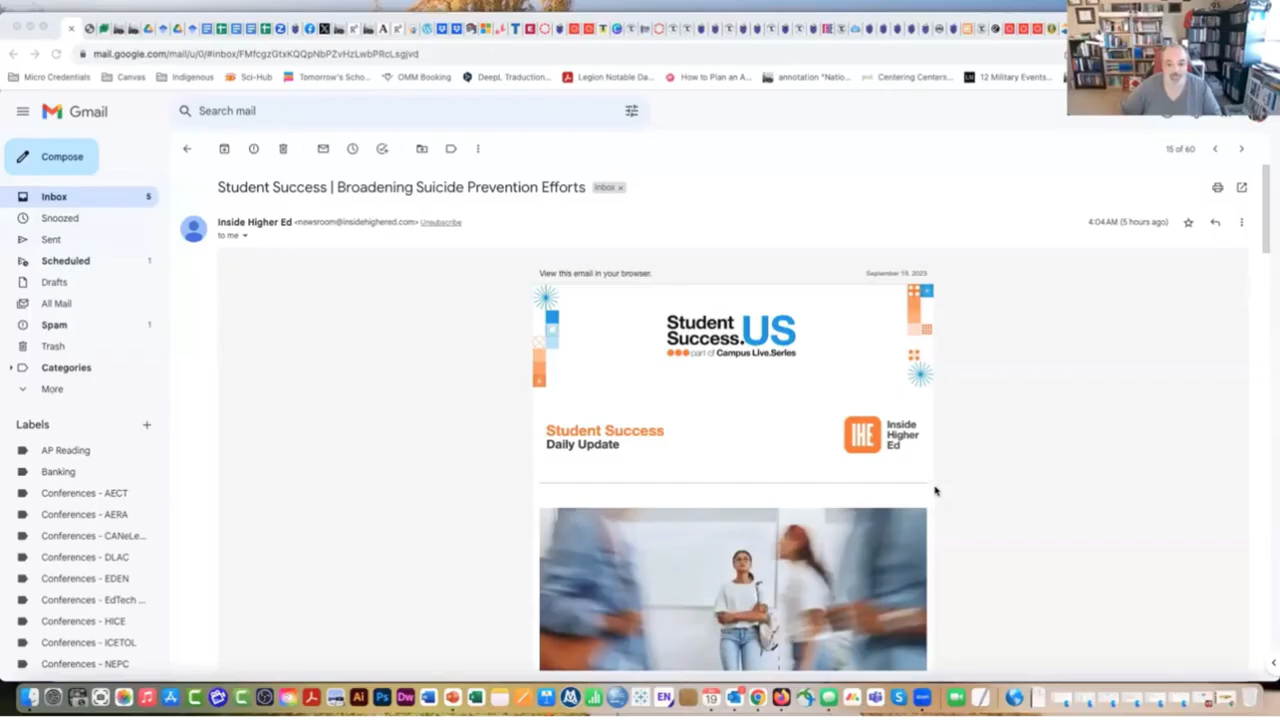 mail.google.com/mail/u/0/#inbox/FMfcgzGtxKQQpNbPZvHzLwbPRcLsgjvd
Micro Credentials
Canvas
Indigenous
Sci-Hub
Tomorrow's Scho...
OMM Booking
DeepL Traduction...
Legion Notable Da...
How to Plan an A...
annotation "Natio...
Centering Centers...
12 Military Events...
Gmail
Search mail
Compose
15 of 60
Inbox 5
Snoozed
Sent
Scheduled 1
Drafts
All Mail
Spam 1
Trash
Categories
More
Labels
AP Reading
Banking
Conferences - AECT
Conferences - AERA
Conferences - CANeLe...
Conferences - DLAC
Conferences - EDEN
Conferences - EdTech ...
Conferences - HICE
Conferences - ICETOL
Conferences - NEPC
Student Success | Broadening Suicide Prevention Efforts Inbox x
Inside Higher Ed <newsroom@insidehighered.com> Unsubscribe
4:04AM (5 hours ago)
to me
View this email in your browser.
September 19, 2023
Student
Success.US
part of Campus Live.Series
Student Success
Daily Update
IHE
Inside
Higher
Ed